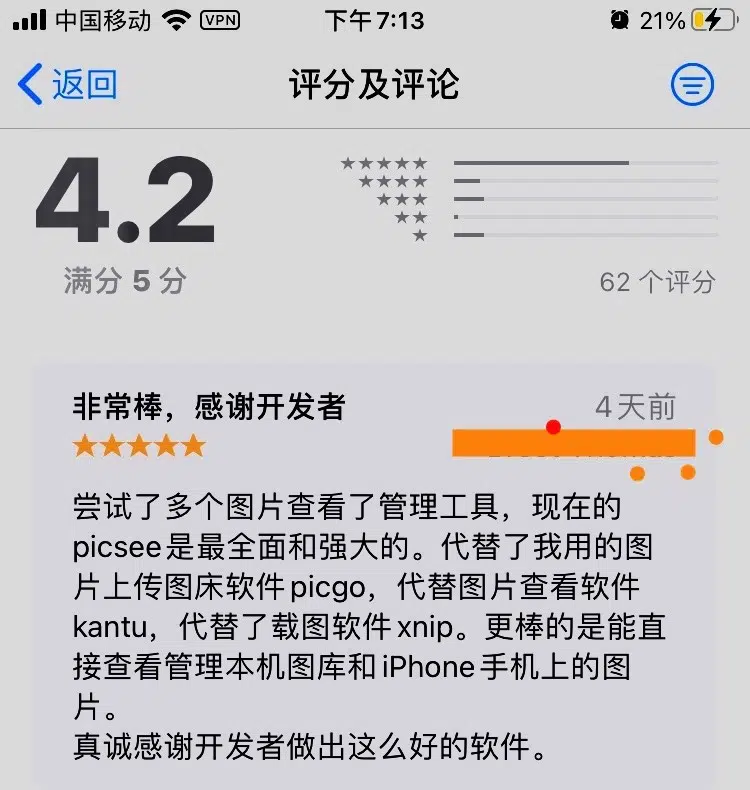 中国移动 VPN 下午7:13 21%
返回 评分及评论
4.2
满分 5 分 62 个评分
非常棒，感谢开发者 4天前
尝试了多个图片查看了管理工具，现在的
picsee是最全面和强大的。代替了我用的图
片上传图床软件picgo，代替图片查看软件
kantu，代替了载图软件xnip。更棒的是能直
接查看管理本机图库和iPhone手机上的图
片。
真诚感谢开发者做出这么好的软件。